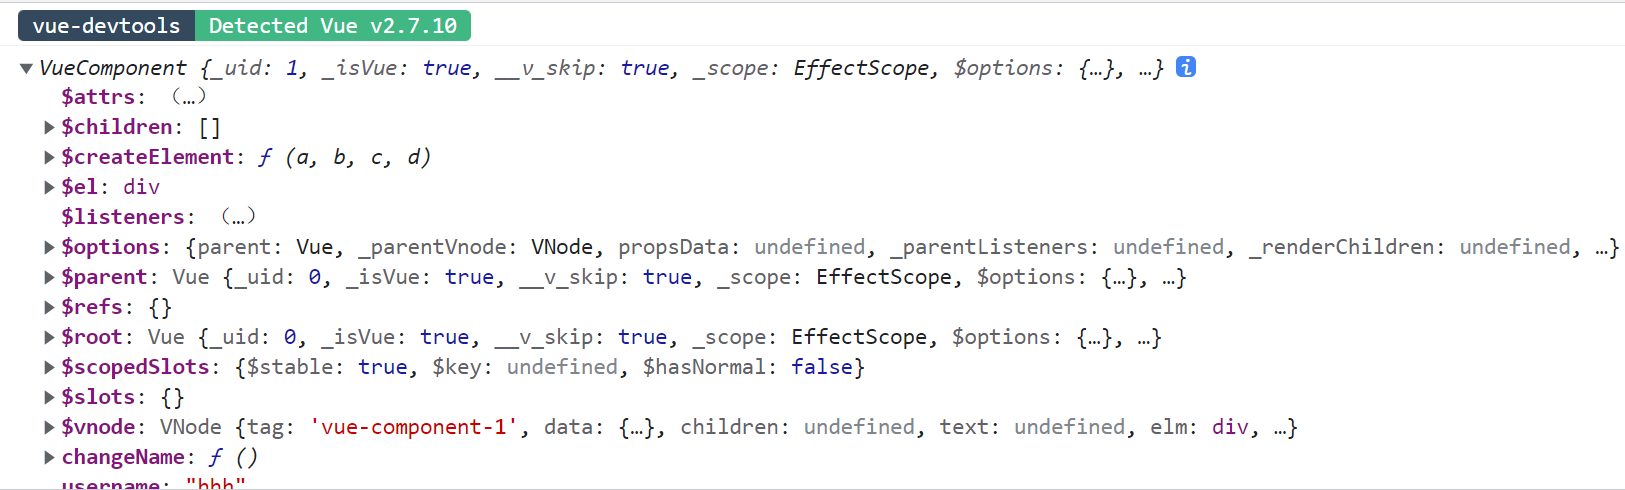 vue-devtools Detected Vue v2.7.10
VueComponent {_uid: 1, _isVue: true, __v_skip: true, _scope: EffectScope, $options: {…}, …} i
$attrs: （…）
$children: []
$createElement: ƒ (a, b, c, d)
$el: div
$listeners: （…）
$options: {parent: Vue, _parentVnode: VNode, propsData: undefined, _parentListeners: undefined, _renderChildren: undefined, …}
$parent: Vue {_uid: 0, _isVue: true, __v_skip: true, _scope: EffectScope, $options: {…}, …}
$refs: {}
$root: Vue {_uid: 0, _isVue: true, __v_skip: true, _scope: EffectScope, $options: {…}, …}
$scopedSlots: {$stable: true, $key: undefined, $hasNormal: false}
$slots: {}
$vnode: VNode {tag: 'vue-component-1', data: {…}, children: undefined, text: undefined, elm: div, …}
changeName: ƒ ()
username: "hhh"